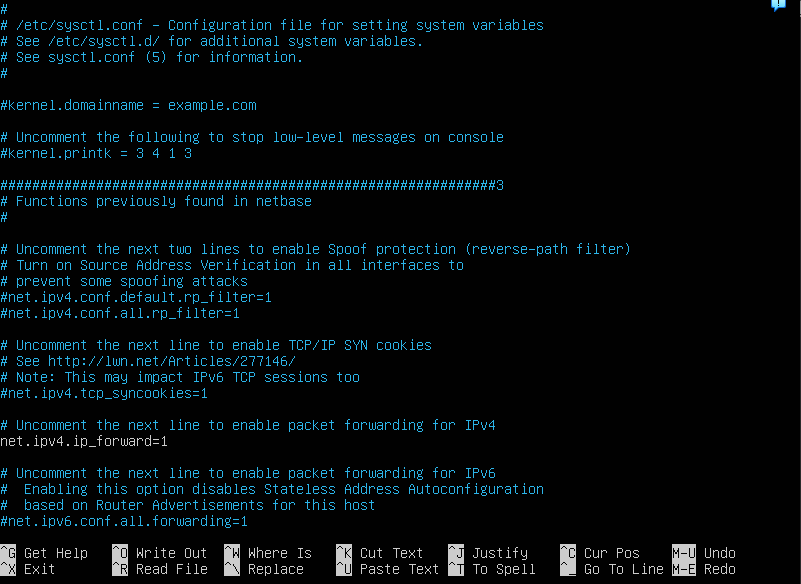 #
# /etc/sysctl.conf - Configuration file for setting system variables
# See /etc/sysctl.d/ for additional system variables.
# See sysctl.conf (5) for information.
#

#kernel.domainname = example.com

# Uncomment the following to stop low-level messages on console
#kernel.printk = 3 4 1 3

##############################################################3
# Functions previously found in netbase
#

# Uncomment the next two lines to enable Spoof protection (reverse-path filter)
# Turn on Source Address Verification in all interfaces to
# prevent some spoofing attacks
#net.ipv4.conf.default.rp_filter=1
#net.ipv4.conf.all.rp_filter=1

# Uncomment the next line to enable TCP/IP SYN cookies
# See http://lwn.net/Articles/277146/
# Note: This may impact IPv6 TCP sessions too
#net.ipv4.tcp_syncookies=1

# Uncomment the next line to enable packet forwarding for IPv4
net.ipv4.ip_forward=1

# Uncomment the next line to enable packet forwarding for IPv6
#  Enabling this option disables Stateless Address Autoconfiguration
#  based on Router Advertisements for this host
#net.ipv6.conf.all.forwarding=1

^G Get Help  ^O Write Out  ^W Where Is  ^K Cut Text  ^J Justify  ^C Cur Pos  M-U Undo
^X Exit  ^R Read File  ^\ Replace  ^U Paste Text  ^T To Spell  ^_ Go To Line  M-E Redo